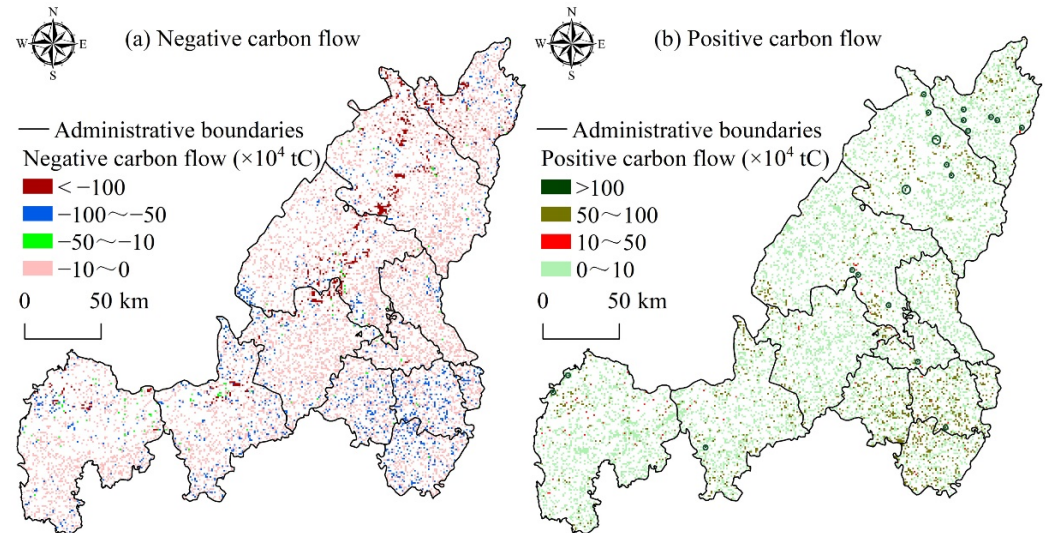 N
W E
S
(a) Negative carbon flow
Administrative boundaries
Negative carbon flow (×10⁴ tC)
< −100
−100～−50
−50～−10
−10～0
0 50 km
N
W E
S
(b) Positive carbon flow
Administrative boundaries
Positive carbon flow (×10⁴ tC)
>100
50～100
10～50
0～10
0 50 km